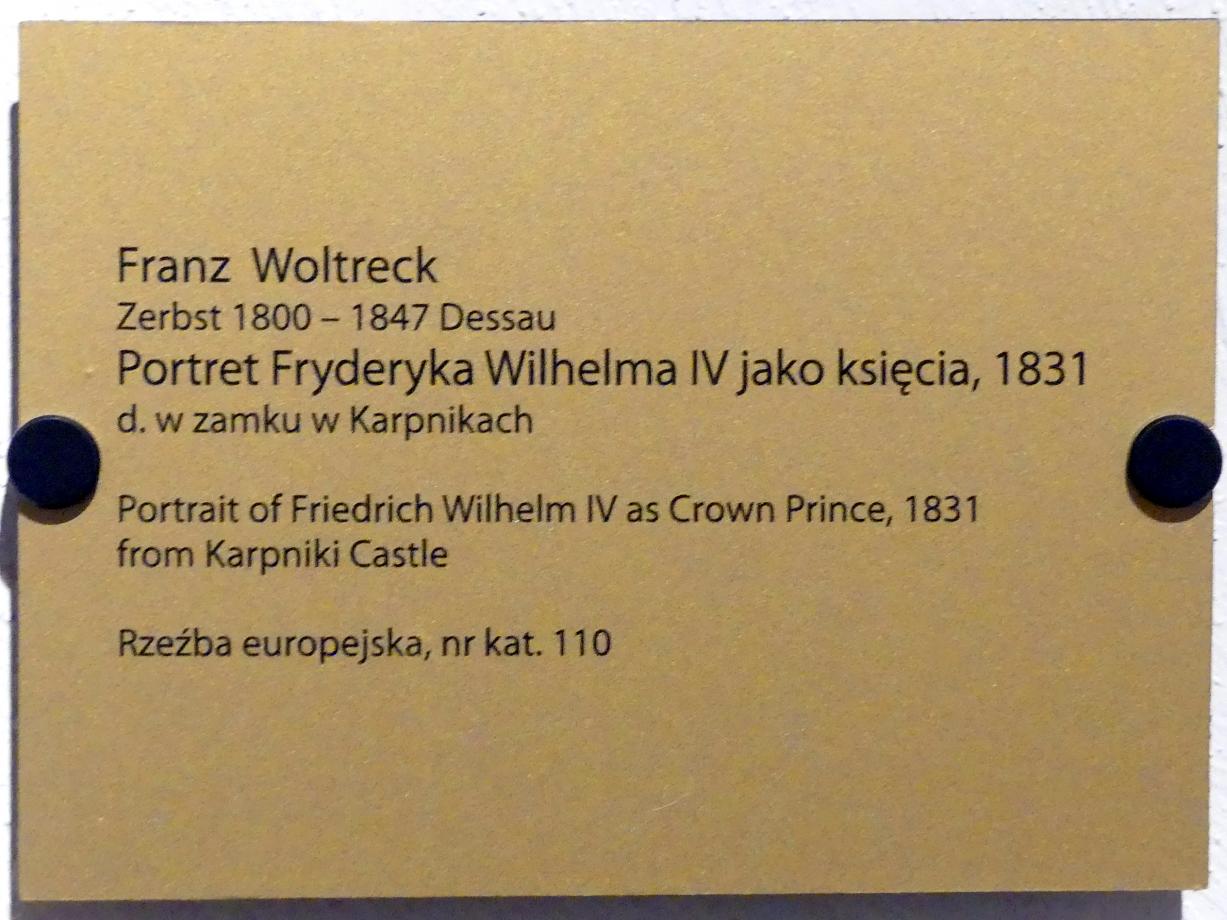 Franz Woltreck
Zerbst 1800 – 1847 Dessau
Portret Fryderyka Wilhelma IV jako księcia, 1831
d. w zamku w Karpnikach
Portrait of Friedrich Wilhelm IV as Crown Prince, 1831
from Karpniki Castle
Rzeźba europejska, nr kat. 110